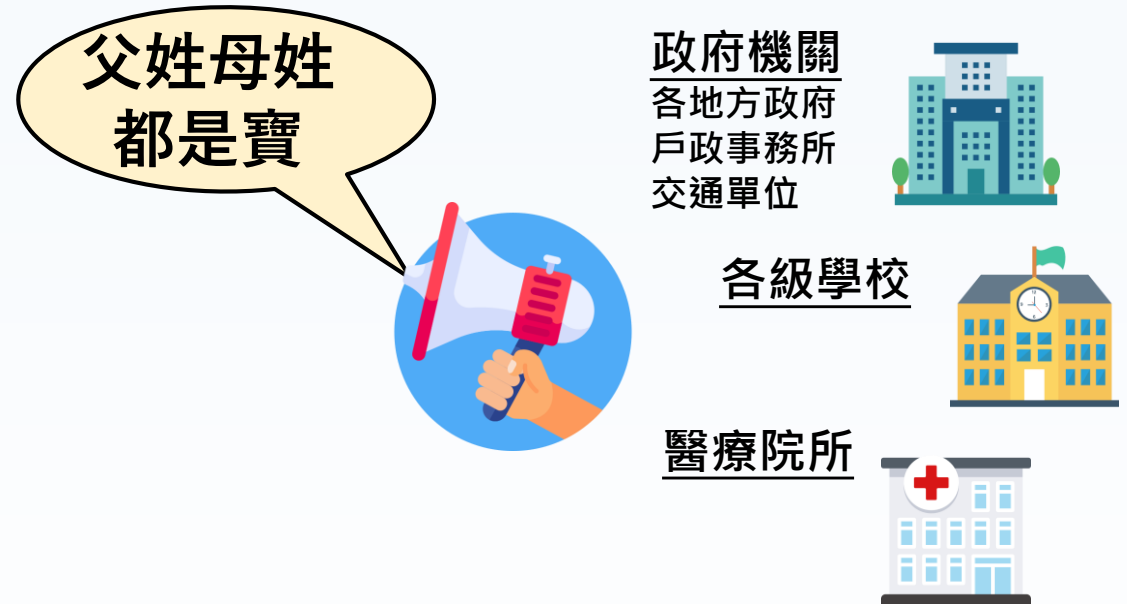 父姓母姓
都是寶
政府機關
各地方政府
戶政事務所
交通單位
各級學校
醫療院所